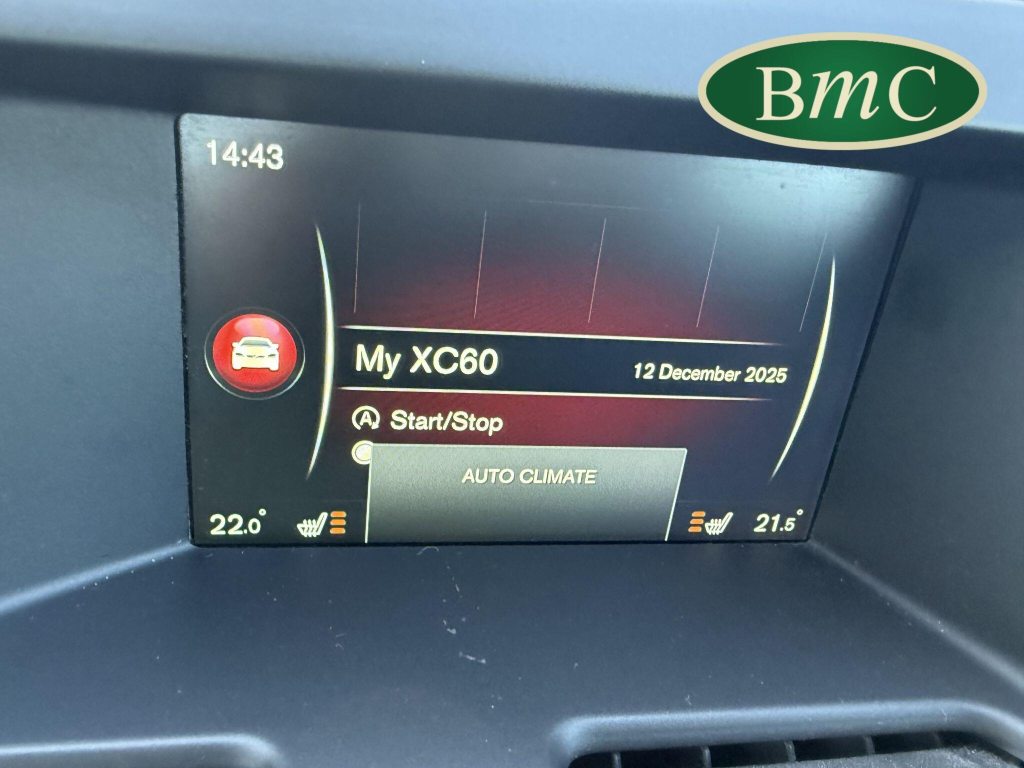 BmC
14:43
My XC60
12 December 2025
A Start/Stop
AUTO CLIMATE
22.0°
21.5°